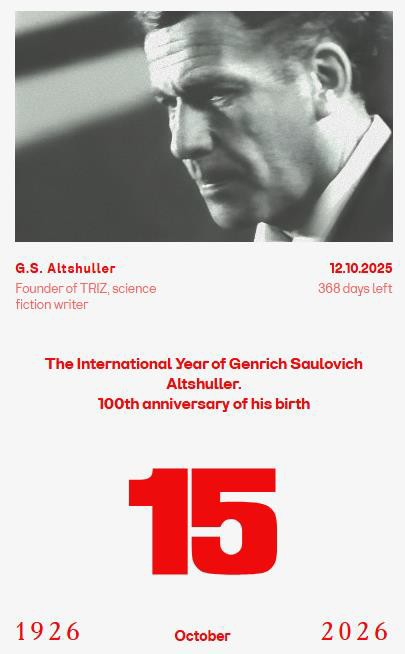 G.S. Altshuller
12.10.2025
Founder of TRIZ, science
368 days left
fiction writer
The International Year of Genrich Saulovich
Altshuller.
100th anniversary of his birth
15
1926
October
2026